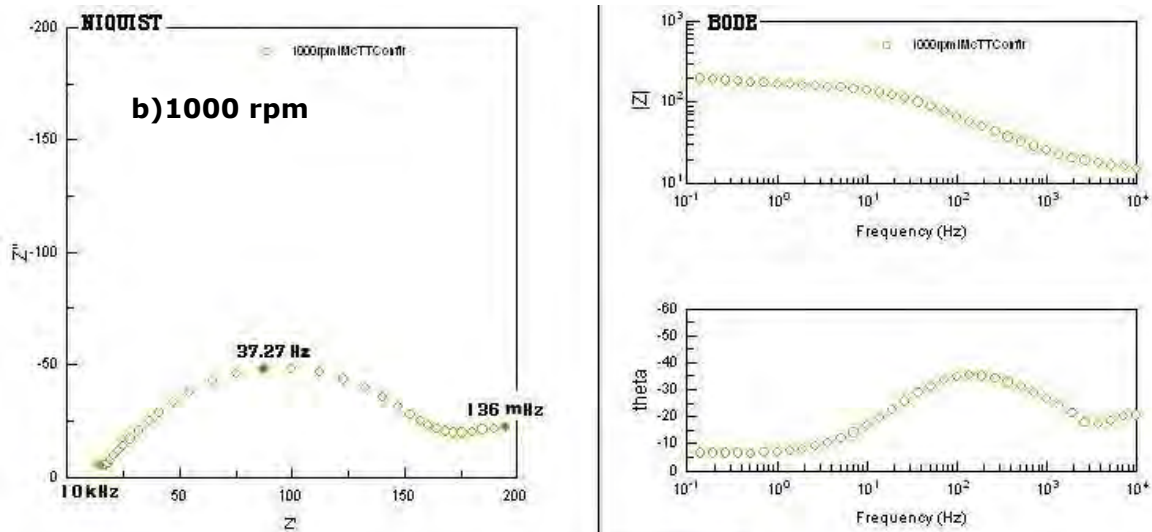 NIQUIST
-200
-150
-100
-50
0
Z''
b)1000 rpm
37.27 Hz
136 mHz
10kHz
50
100
150
200
Z'
BODE
10³
10²
10¹
|Z|
10⁻¹
10⁰
10¹
10²
10³
10⁴
Frequency (Hz)
-60
-50
-40
-30
-20
-10
0
theta
10⁻¹
10⁰
10¹
10²
10³
10⁴
Frequency (Hz)